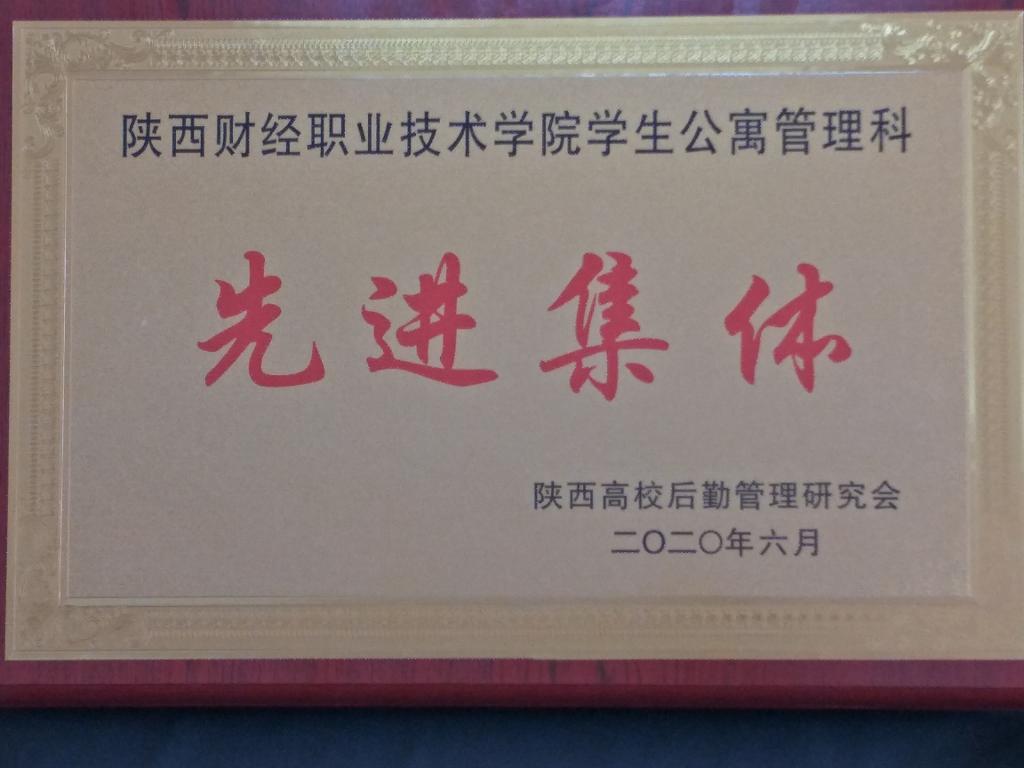 陕西财经职业技术学院学生公寓管理科
先进集体
陕西高校后勤管理研究会
二〇二〇年六月